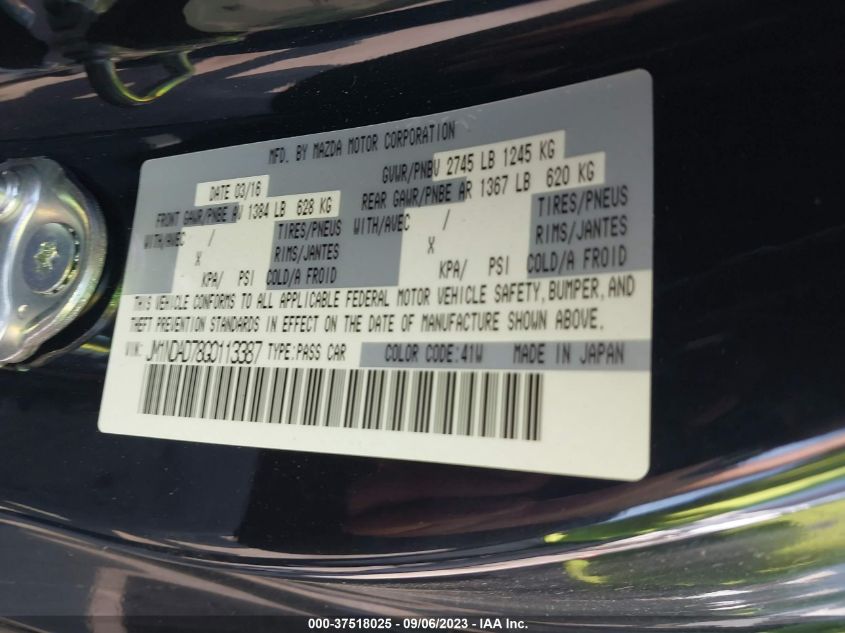 MFD. BY MAZDA MOTOR CORPORATION
DATE 03/16
GVWR/PNBV 2745 LB 1245 KG
FRONT GAWR/PNBE AV 1384 LB 628 KG
REAR GAWR/PNBE AR 1367 LB 620 KG
WITH/AVEC / TIRES/PNEUS
WITH/AVEC / TIRES/PNEUS
X RIMS/JANTES
X RIMS/JANTES
KPA/ PSI COLD/A FROID
KPA/ PSI COLD/A FROID
THIS VEHICLE CONFORMS TO ALL APPLICABLE FEDERAL MOTOR VEHICLE SAFETY, BUMPER, AND
THEFT PREVENTION STANDARDS IN EFFECT ON THE DATE OF MANUFACTURE SHOWN ABOVE.
VIN: JM1NDAD78G0113387 TYPE:PASS CAR COLOR CODE:41W MADE IN JAPAN
000-37518025 - 09/06/2023 - IAA Inc.